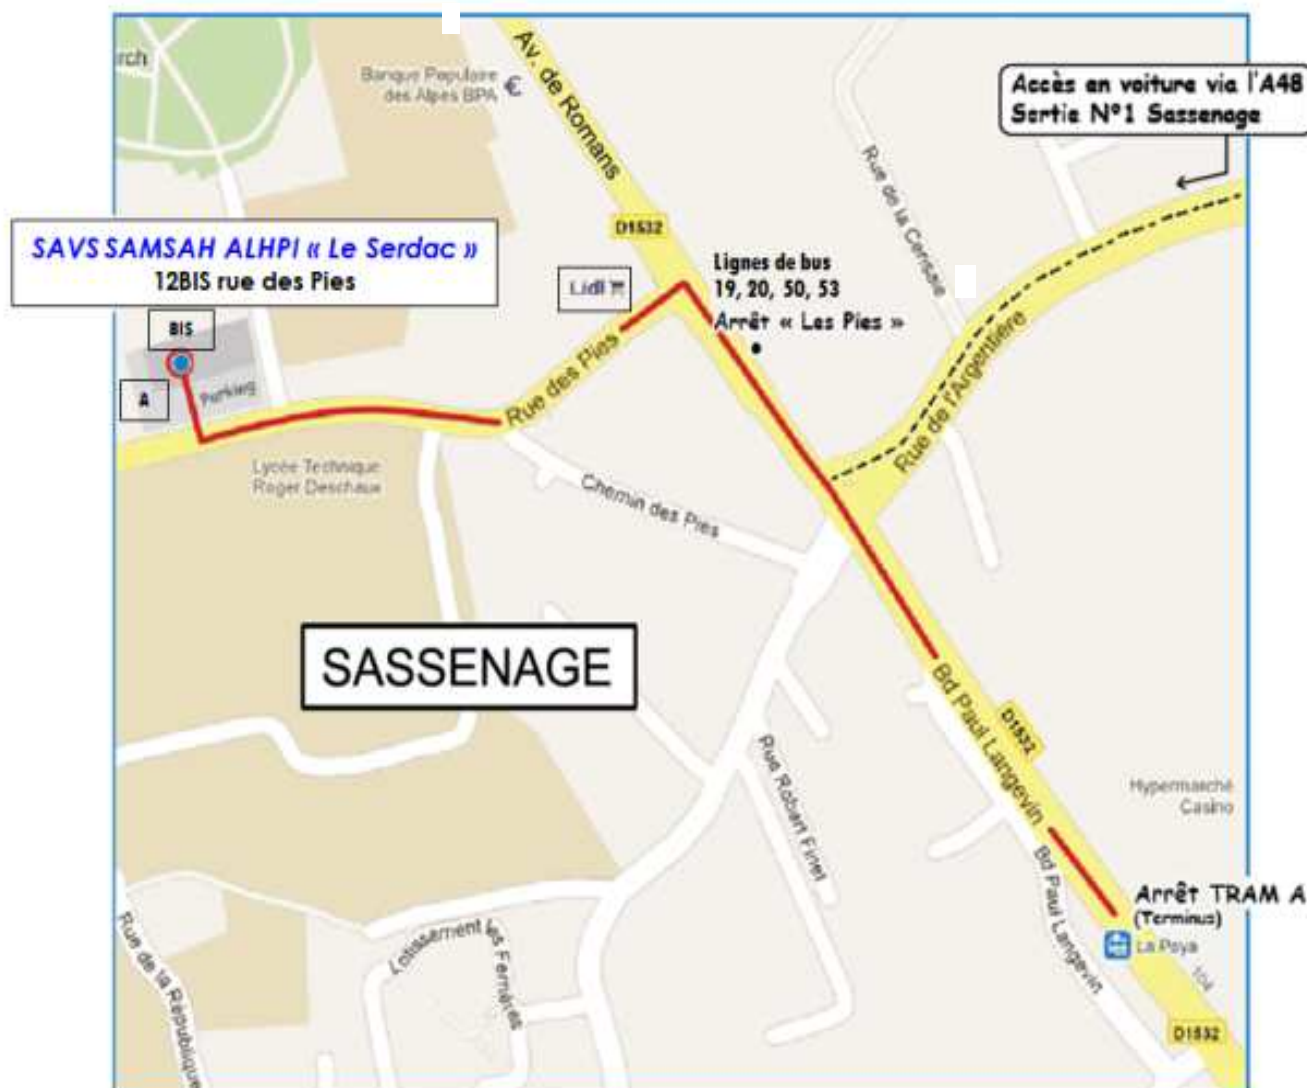 rch
Banque Populaire
des Alpes BPA
€
Av. de Romans
Accès en voiture via l'A48
Sortie N°1 Sassenage
Rue de la Cerisaie
D1532
SAVS SAMSAH ALHPI « Le Serdac »
12BIS rue des Pies
Lidl
Lignes de bus
19, 20, 50, 53
Arrêt « Les Pies »
BIS
A
Parking
Rue des Pies
Rue de l'Argentière
Lycée Technique
Roger Deschaux
Chemin des Pies
SASSENAGE
Bd Paul Langevin
D1532
Rue Robert Finet
Hypermarché
Casino
Bd Paul Langevin
Arrêt TRAM A
(Terminus)
La Poya
Lotissement les Ferrières
Rue de la République
104
D1532